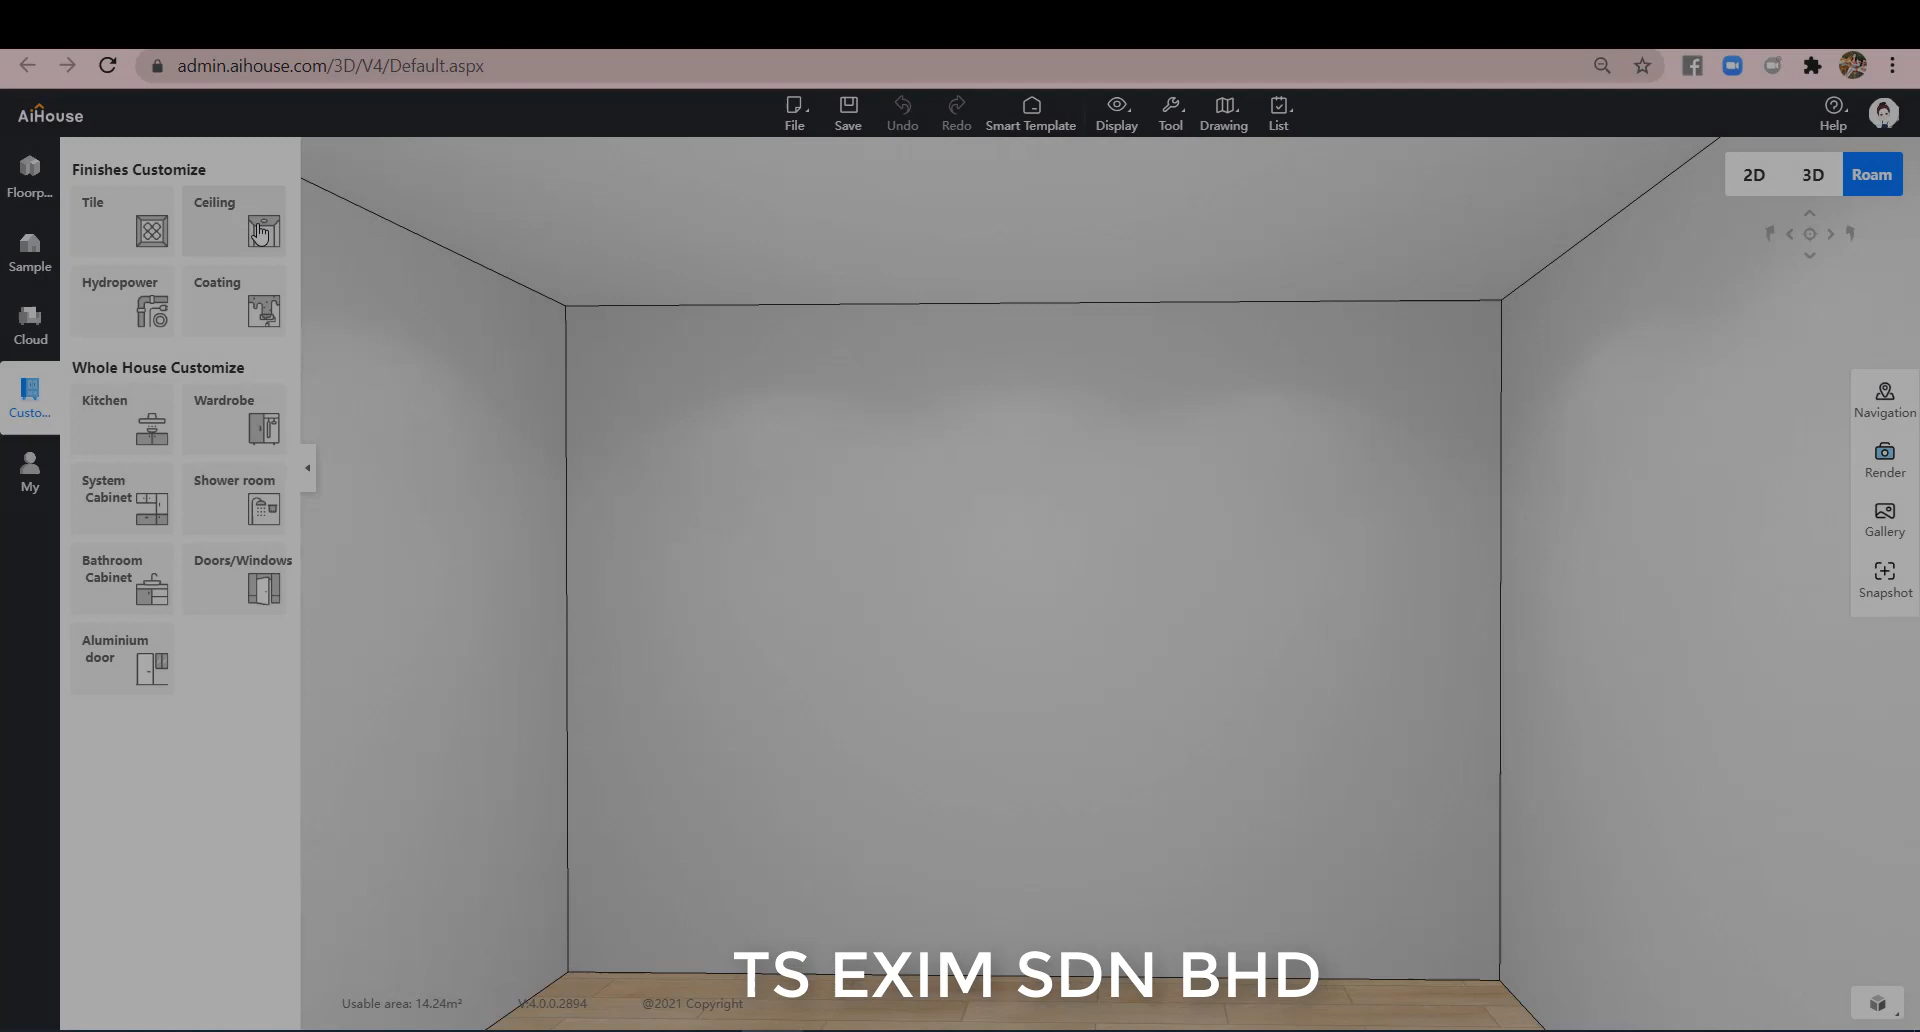 admin.aihouse.com/3D/V4/Default.aspx
AiHouse
File
Save
Undo
Redo
Smart Template
Display
Tool
Drawing
List
Help
Floorp...
Sample
Cloud
Custo...
My
Finishes Customize
Tile
Ceiling
Hydropower
Coating
Whole House Customize
Kitchen
Wardrobe
System
Cabinet
Shower room
Bathroom
Cabinet
Doors/Windows
Aluminium
door
2D
3D
Roam
Navigation
Render
Gallery
Snapshot
TS EXIM SDN BHD
Usable area: 14.24m²
V:4.0.0.2894
@2021 Copyright